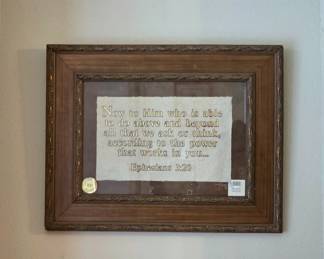 Now to Him who is able
to do above and beyond
all that we ask or think,
according to the power
that works in you...
Ephesians 3:20